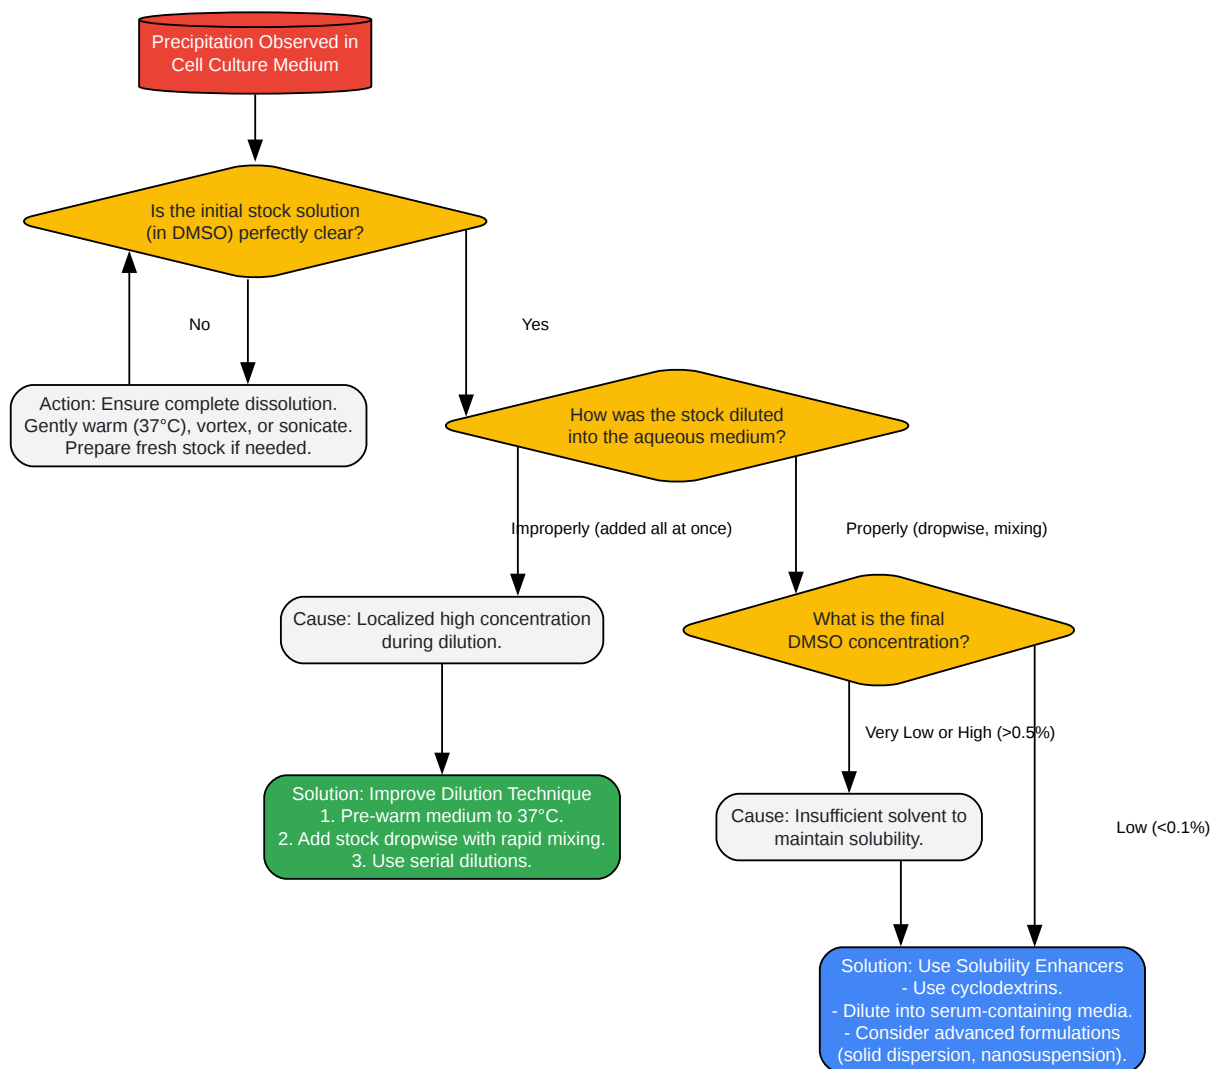 Precipitation Observed in
Cell Culture Medium
Is the initial stock solution
(in DMSO) perfectly clear?
No
Yes
Action: Ensure complete dissolution.
Gently warm (37°C), vortex, or sonicate.
Prepare fresh stock if needed.
How was the stock diluted
into the aqueous medium?
Improperly (added all at once)
Properly (dropwise, mixing)
Cause: Localized high concentration
during dilution.
What is the final
DMSO concentration?
Very Low or High (>0.5%)
Low (<0.1%)
Solution: Improve Dilution Technique
1. Pre-warm medium to 37°C.
2. Add stock dropwise with rapid mixing.
3. Use serial dilutions.
Cause: Insufficient solvent to
maintain solubility.
Solution: Use Solubility Enhancers
- Use cyclodextrins.
- Dilute into serum-containing media.
- Consider advanced formulations
(solid dispersion, nanosuspension).